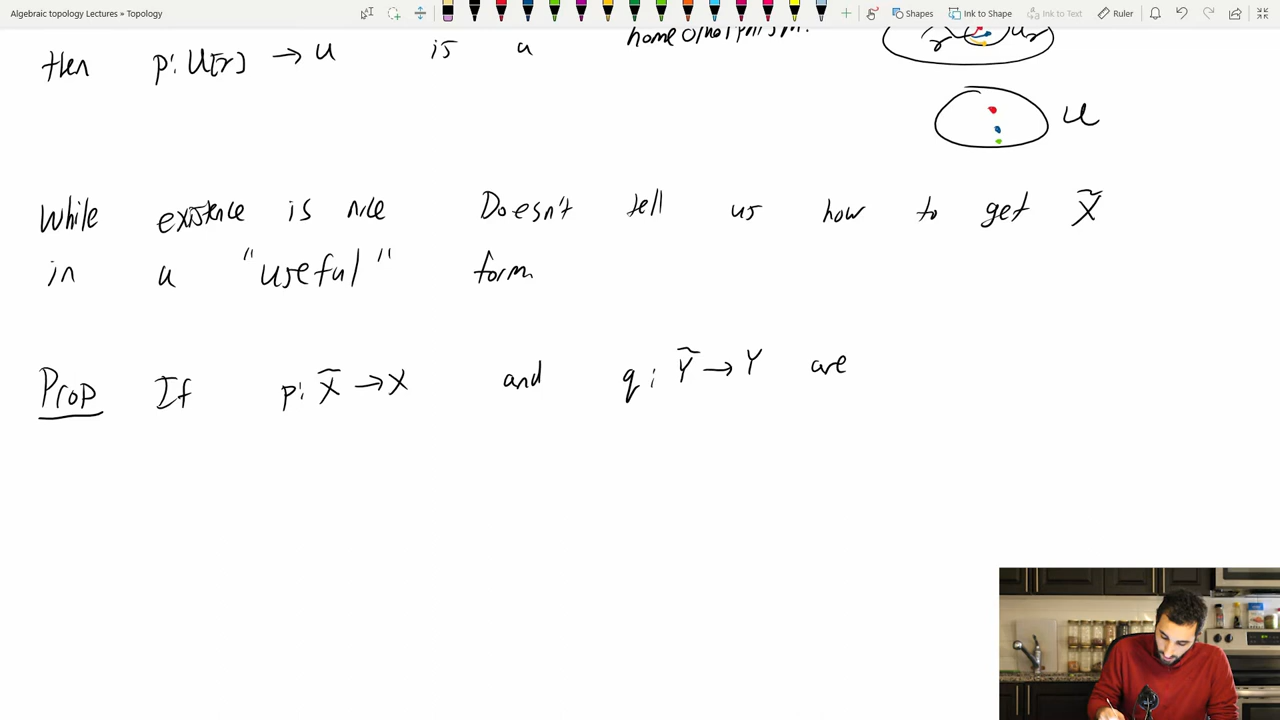 Algebraic topology Lectures » Topology
Shapes Ink to Shape Ink to Text Ruler
homeomorphism.
then p: U[γ] → U is a
U
While existence is nice Doesn't tell us how to get X̃
in a "useful" form
Prop If p: X̃ → X and q: Ỹ → Y are